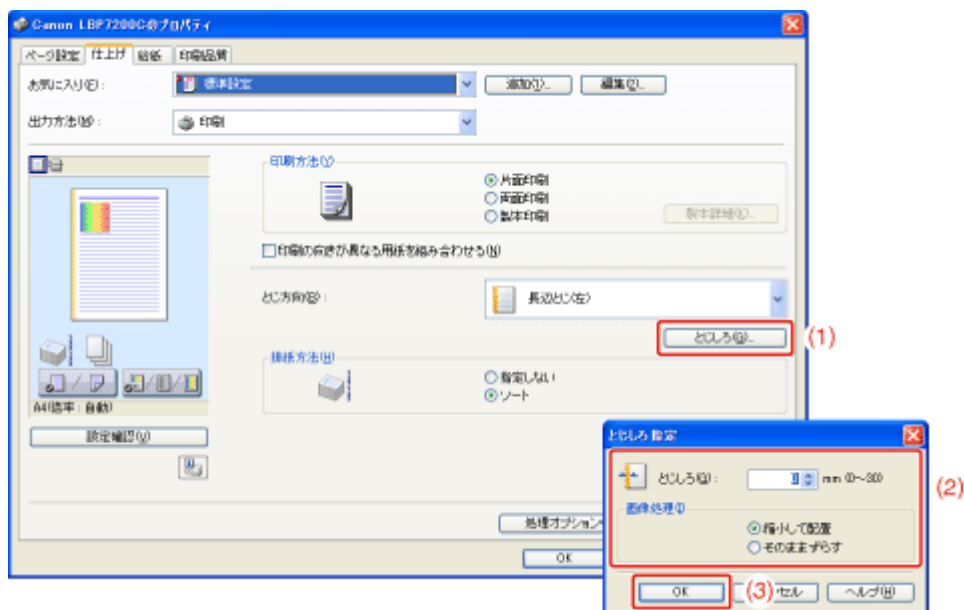 Canon LBP7200Cのプロパティ
ページ設定 仕上げ 給紙 印刷品質
お気に入り(F):
標準設定
追加(1)...
編集(2)...
出力方法(M):
印刷
印刷方法(Y)
片面印刷
両面印刷
製本印刷
製本詳細(K)...
印刷の向きが異なる用紙を組み合わせる(N)
とじ方向(B):
長辺とじ(左)
とじしろ(G)...
(1)
排紙方法(H)
指定しない
ソート
A4(倍率: 自動)
設定確認(V)
処理オプション
OK
とじしろ指定
とじしろ(G):
mm (0~30)
(2)
画像処理(I)
縮小して配置
そのままずらす
OK
(3)
セル
ヘルプ(H)